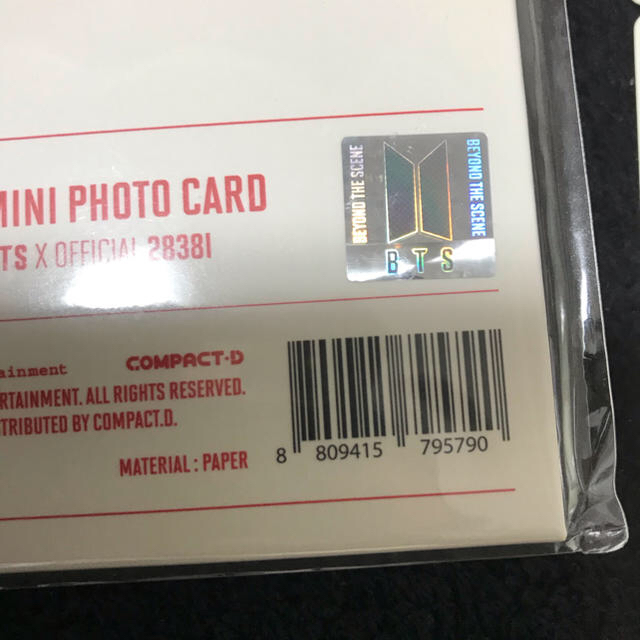 MINI PHOTO CARD
TS X OFFICIAL 28381
BEYOND THE SCENE
BEYOND THE SCENE
BTS
ainment COMPACT·D
ERTAINMENT. ALL RIGHTS RESERVED.
TRIBUTED BY COMPACT.D.
MATERIAL : PAPER
8 809415 795790